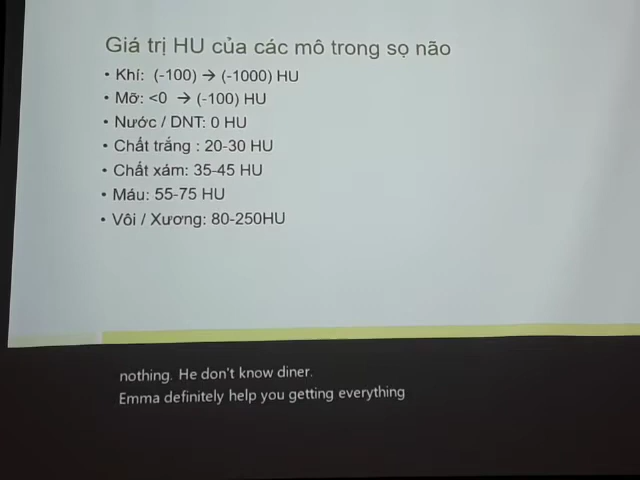 Giá trị HU của các mô trong sọ não
• Khí: (-100) → (-1000) HU
• Mỡ: <0 → (-100) HU
• Nước / DNT: 0 HU
• Chất trắng : 20-30 HU
• Chất xám: 35-45 HU
• Máu: 55-75 HU
• Vôi / Xương: 80-250HU
nothing. He don't know diner.
Emma definitely help you getting everything